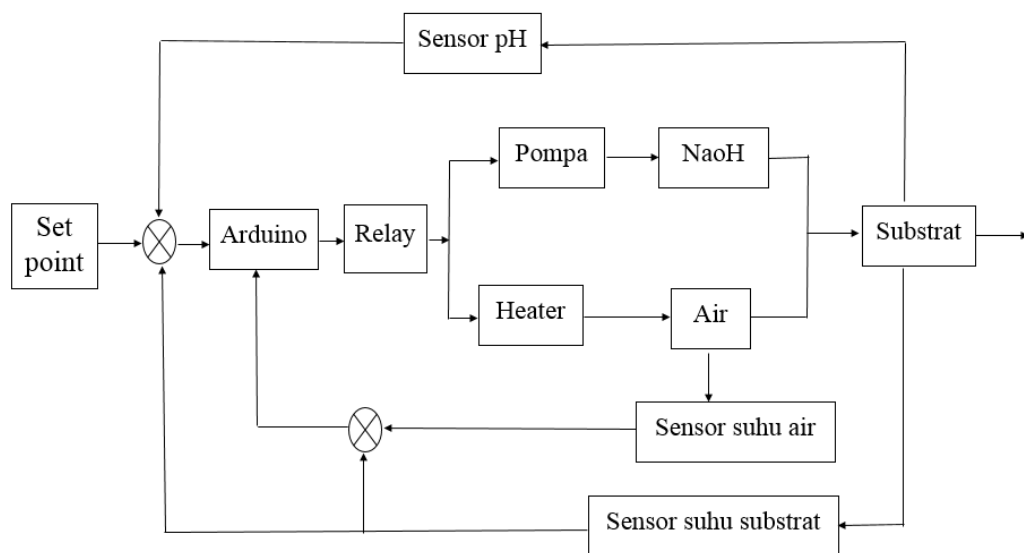 Sensor pH
Pompa
NaoH
Set
point
Arduino
Relay
Substrat
Heater
Air
Sensor suhu air
Sensor suhu substrat